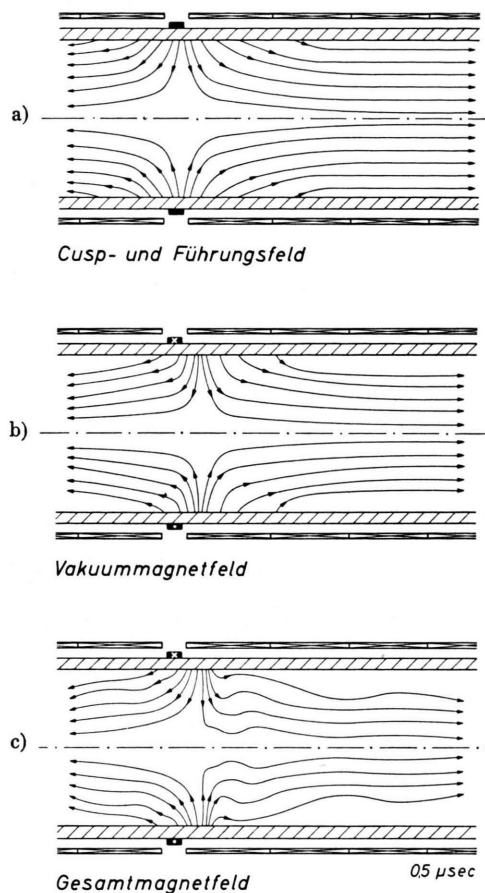 a)
Cusp- und Führungsfeld
b)
Vakuummagnetfeld
c)
Gesamtmagnetfeld
0,5 µsec